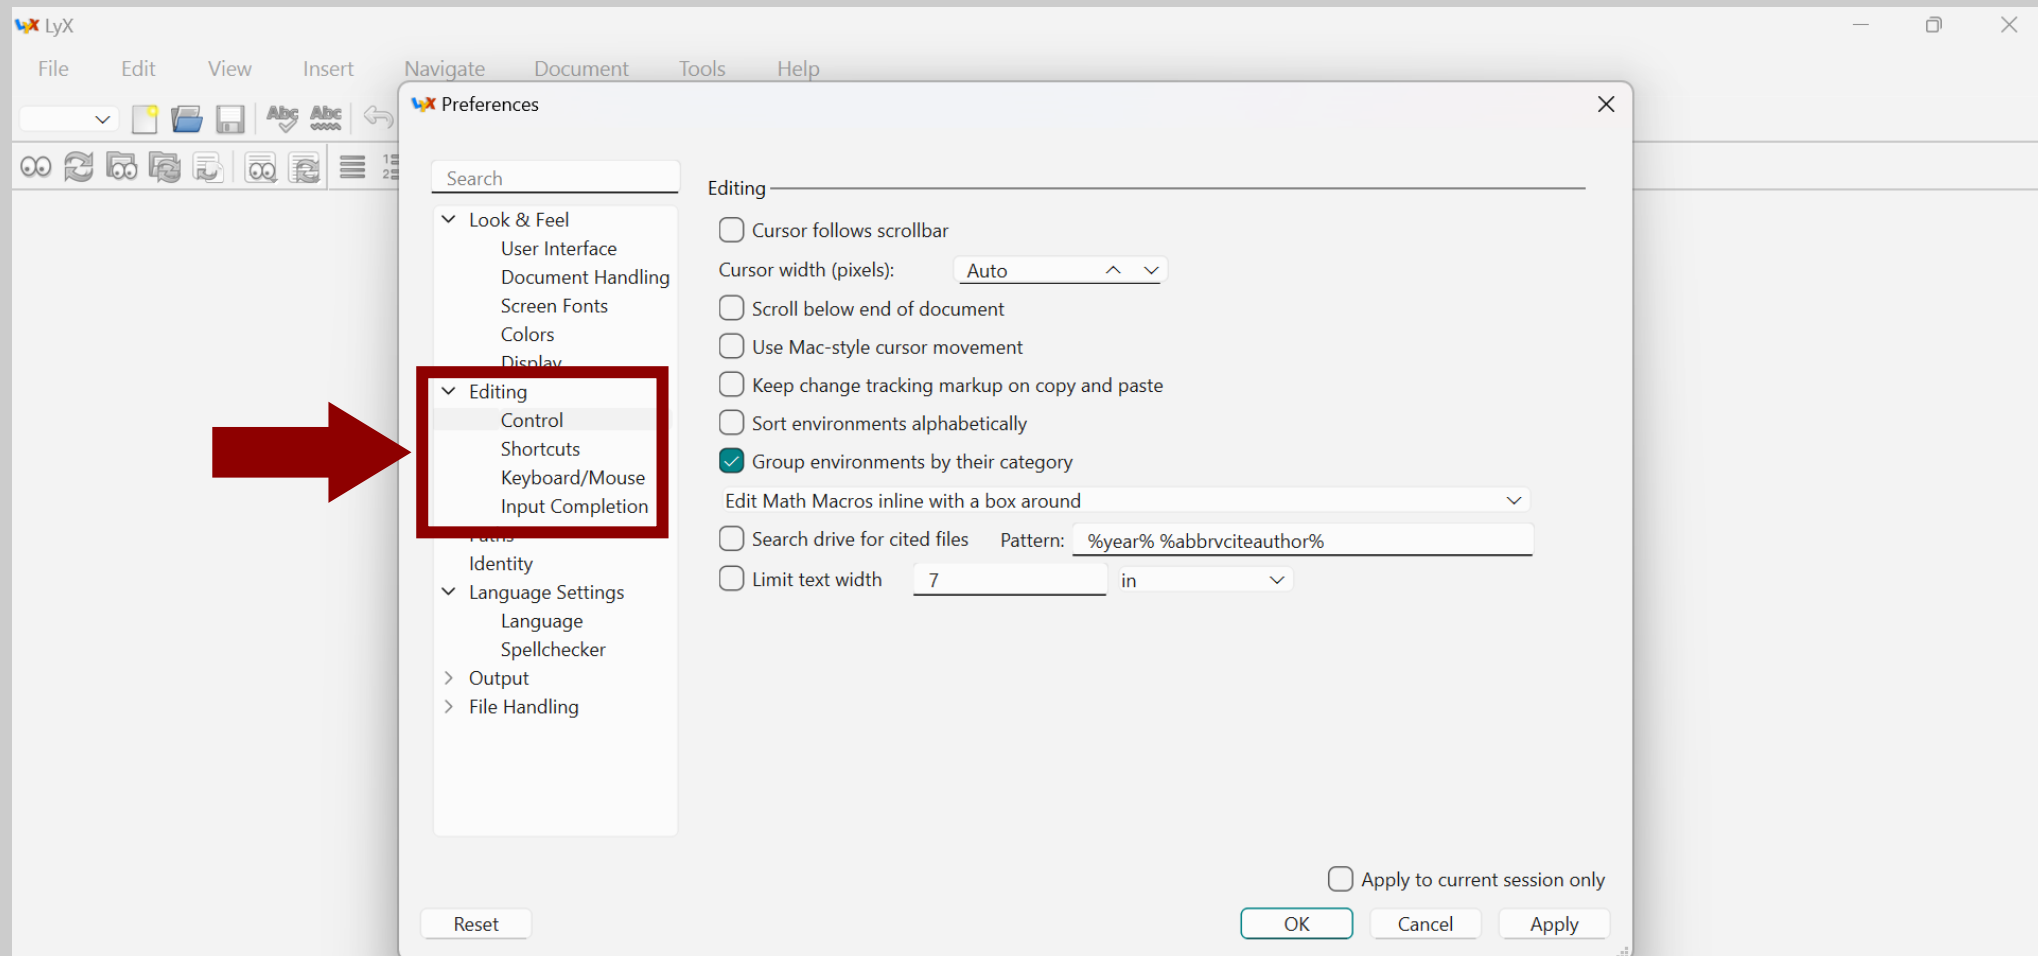 LyX
File Edit View Insert Navigate Document Tools Help
Preferences
Abc Abc
Search
Look & Feel
User Interface
Document Handling
Screen Fonts
Colors
Display
Editing
Control
Shortcuts
Keyboard/Mouse
Input Completion
Paths
Identity
Language Settings
Language
Spellchecker
Output
File Handling
Editing
Cursor follows scrollbar
Cursor width (pixels): Auto
Scroll below end of document
Use Mac-style cursor movement
Keep change tracking markup on copy and paste
Sort environments alphabetically
Group environments by their category
Edit Math Macros inline with a box around
Search drive for cited files Pattern: %year% %abbrvciteauthor%
Limit text width 7 in
Apply to current session only
Reset OK Cancel Apply